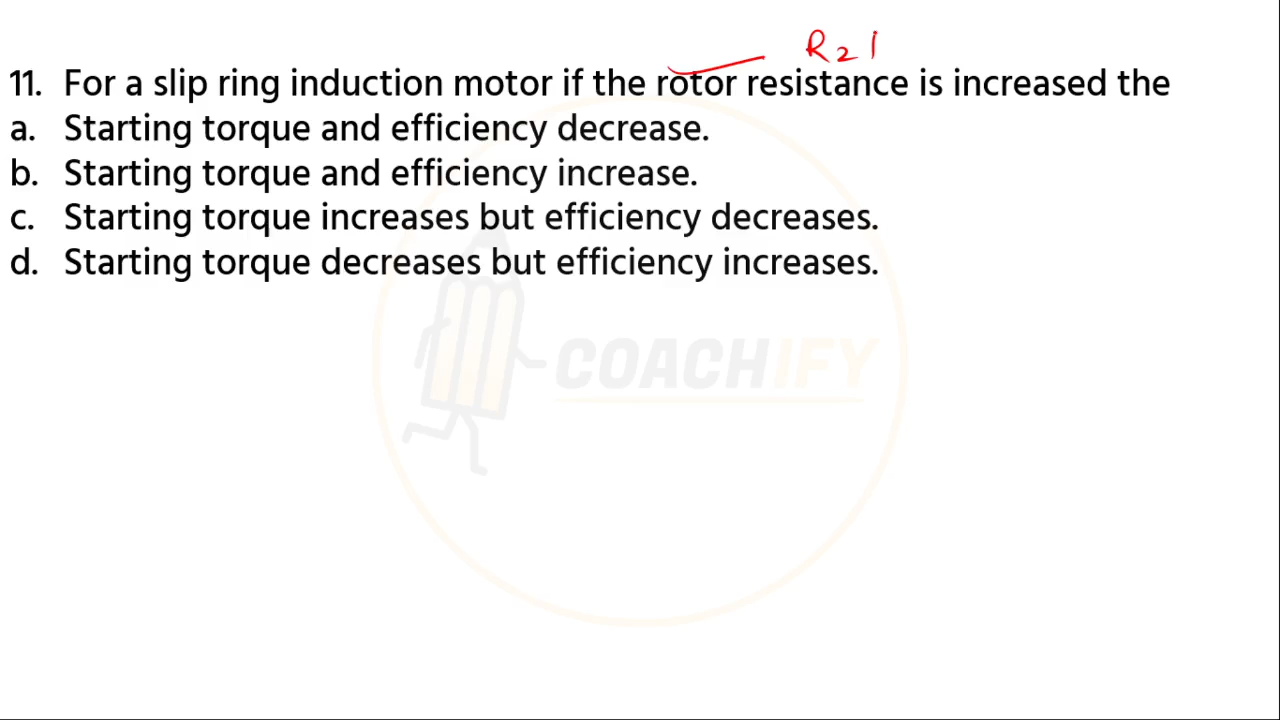 R2
11. For a slip ring induction motor if the rotor resistance is increased the
a. Starting torque and efficiency decrease.
b. Starting torque and efficiency increase.
c. Starting torque increases but efficiency decreases.
d. Starting torque decreases but efficiency increases.
COACHIFY